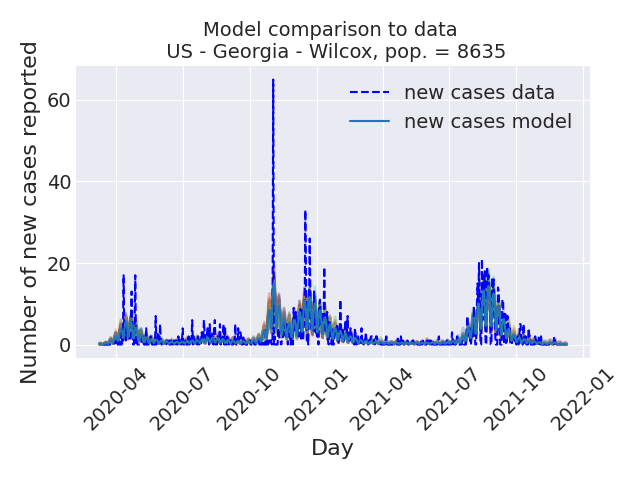 Model comparison to data
US - Georgia - Wilcox, pop. = 8635
Number of new cases reported
60
40
20
0
new cases data
new cases model
2020-04
2020-07
2020-10
2021-01
2021-04
2021-07
2021-10
2022-01
Day